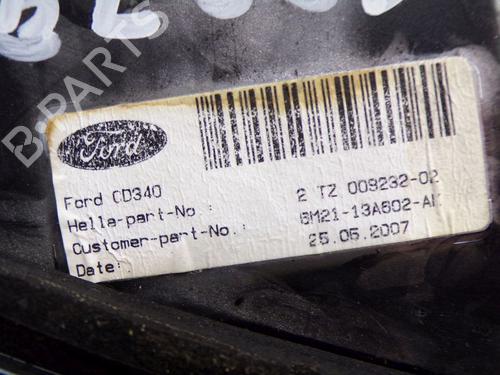 B-PARTS
Ford
Ford CD340
Hella-part-No.: 2 TZ 009232-02
Customer-part-No.: 6M21-13A602-AK
Date: 25.05.2007